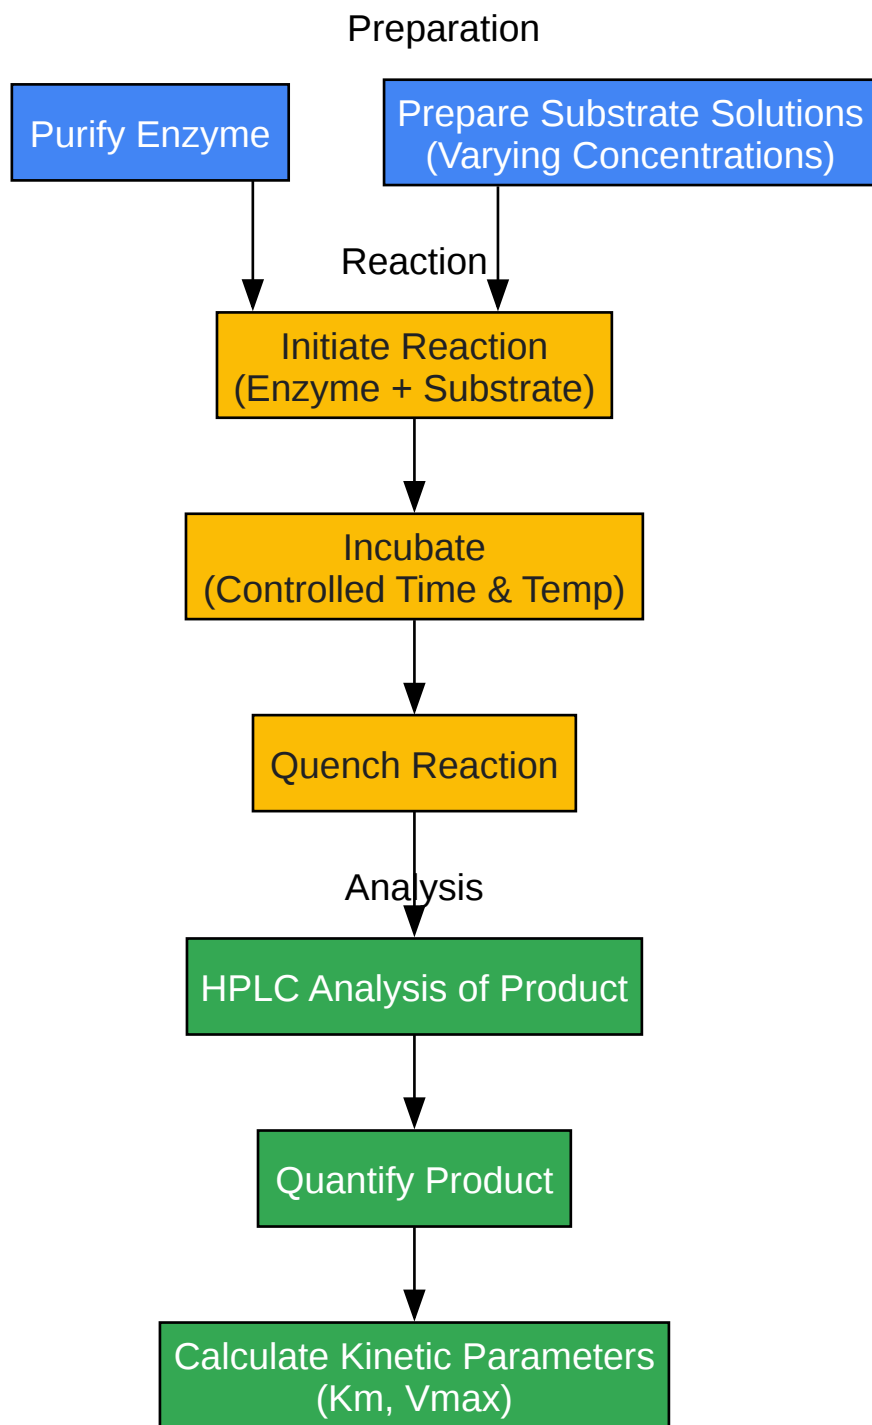 Preparation
Purify Enzyme
Prepare Substrate Solutions
(Varying Concentrations)
Reaction
Initiate Reaction
(Enzyme + Substrate)
Incubate
(Controlled Time & Temp)
Quench Reaction
Analysis
HPLC Analysis of Product
Quantify Product
Calculate Kinetic Parameters
(Km, Vmax)